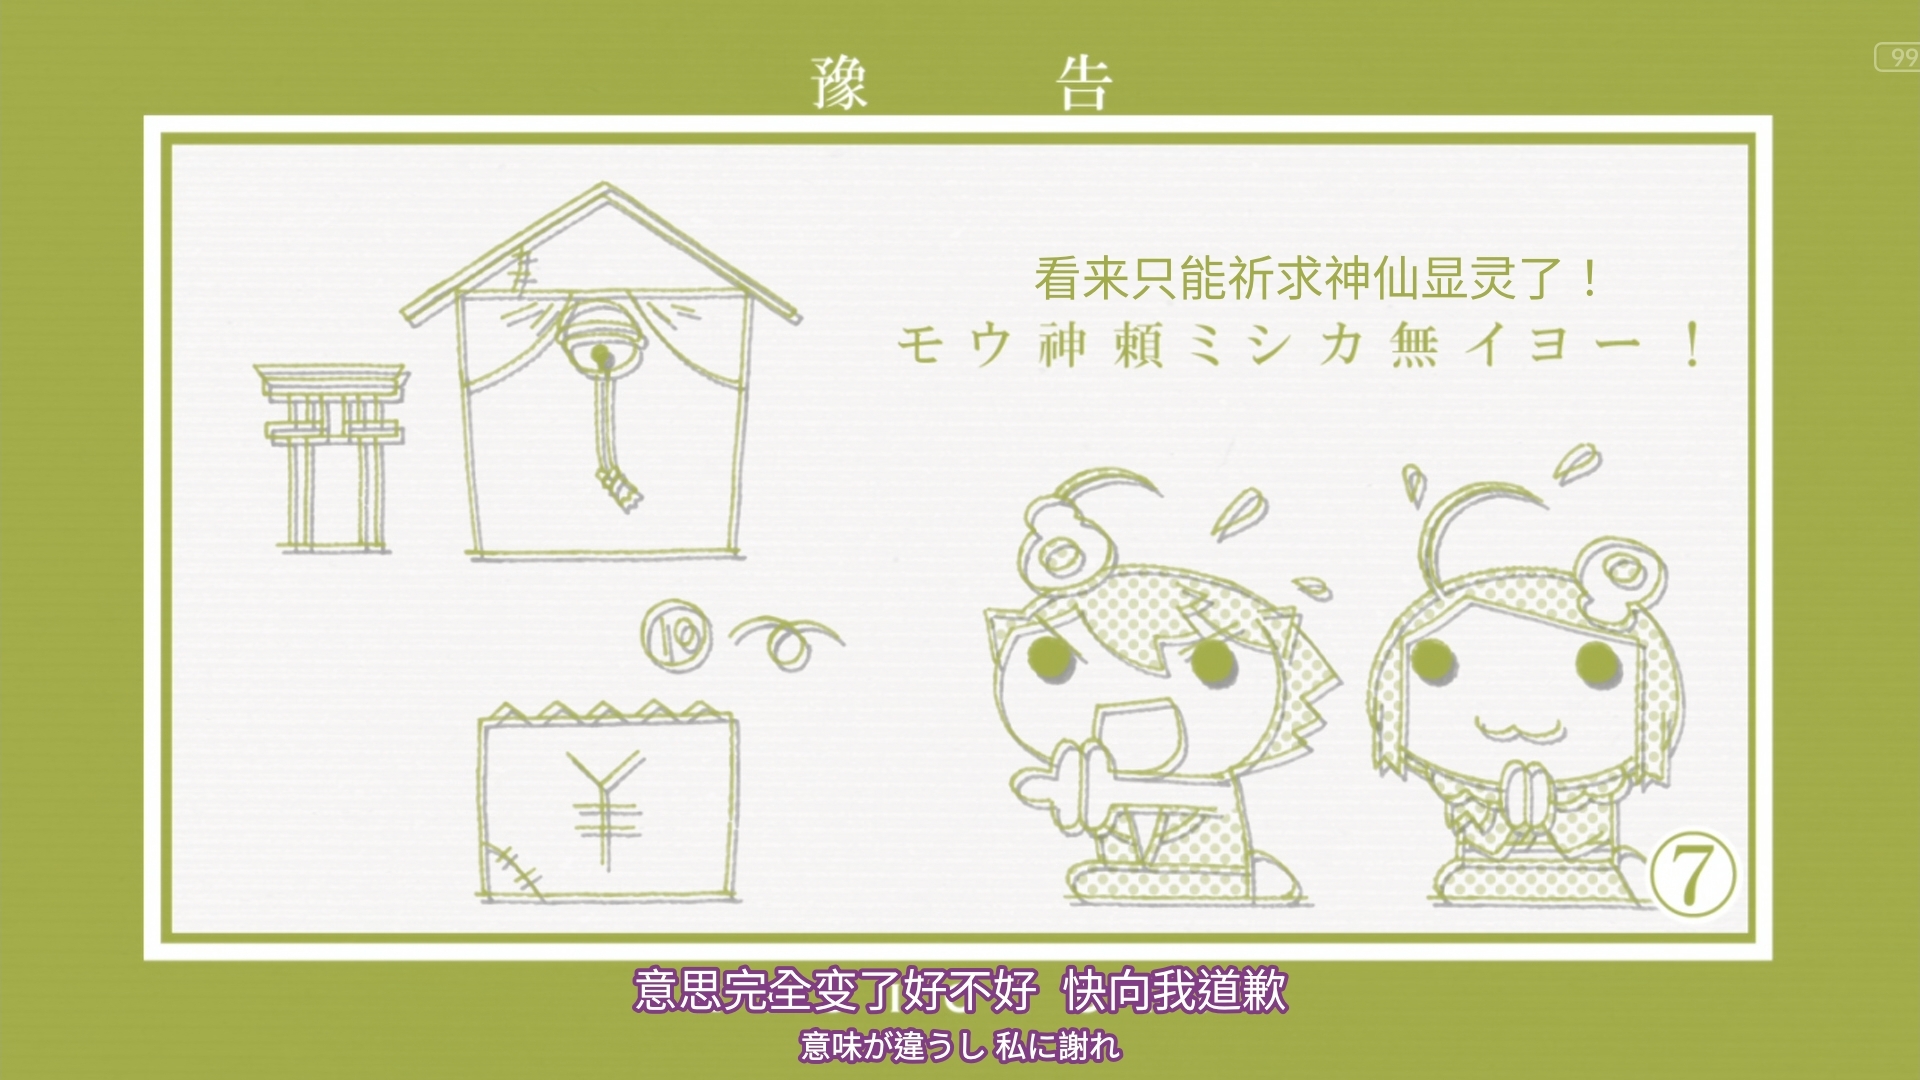 豫告
99
看来只能祈求神仙显灵了！
モウ神頼ミシカ無イヨー！
10
¥
7
意思完全变了好不好 快向我道歉
意味が違うし 私に謝れ